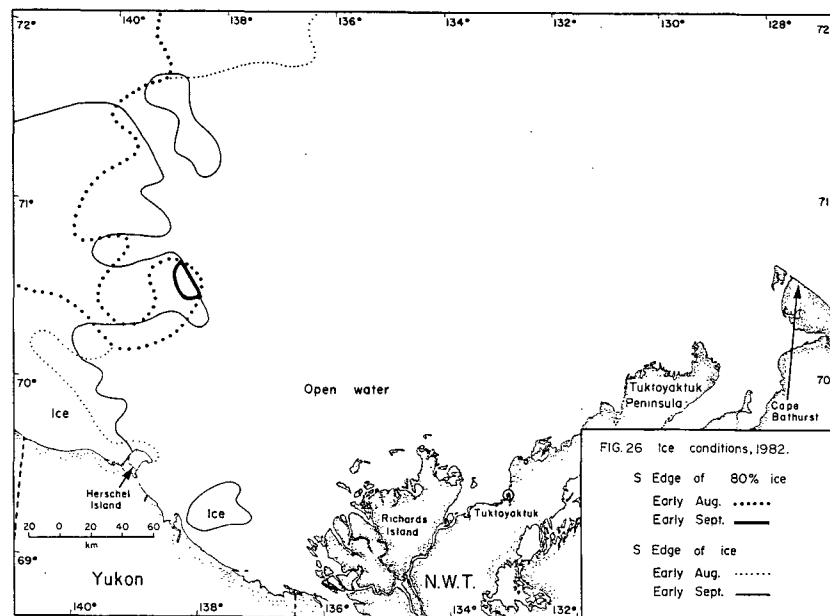 72°
140°
138°
136°
134°
132°
130°
128°
72
71°
71
70°
70
69°
Open water
Ice
Herschel
Island
Ice
20 0 20 40 60
km
Yukon
Richards
Island
Tuktoyaktuk
N.W.T.
Tuktoyaktuk
Peninsula
Cape
Bathurst
140°
138°
136°
134°
132°
FIG. 26 Ice conditions, 1982.
S Edge of 80% ice
Early Aug.
Early Sept.
S Edge of ice
Early Aug.
Early Sept.